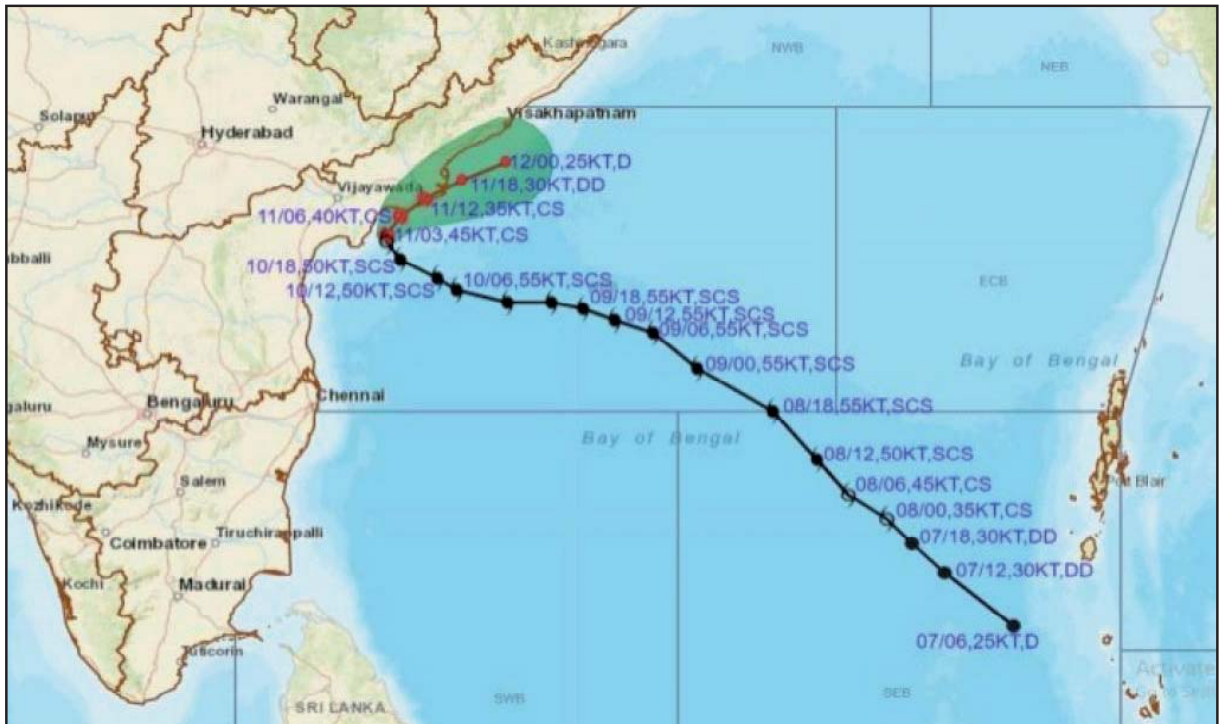 Kashinagara
NWB
NEB
Warangal
Solapur
Hyderabad
Visakhapatnam
12/00,25KT,D
11/18,30KT,DD
Vijayawada
11/12,35KT,CS
11/06,40KT,CS
11/03,45KT,CS
10/18,50KT,SCS
10/06,55KT,SCS
10/12,50KT,SCS
09/18,55KT,SCS
09/12,55KT,SCS
09/06,55KT,SCS
ubballi
ECB
Bay of Bengal
09/00,55KT,SCS
Chennai
08/18,55KT,SCS
galuru
Bengaluru
Bay of Bengal
Mysure
08/12,50KT,SCS
Salem
08/06,45KT,CS
Port Blair
Kozhikode
08/00,35KT,CS
Coimbatore
Tiruchirappalli
07/18,30KT,DD
Kochi
Madurai
07/12,30KT,DD
07/06,25KT,D
Tuticorin
Activate
SWB
SEB
SRI LANKA